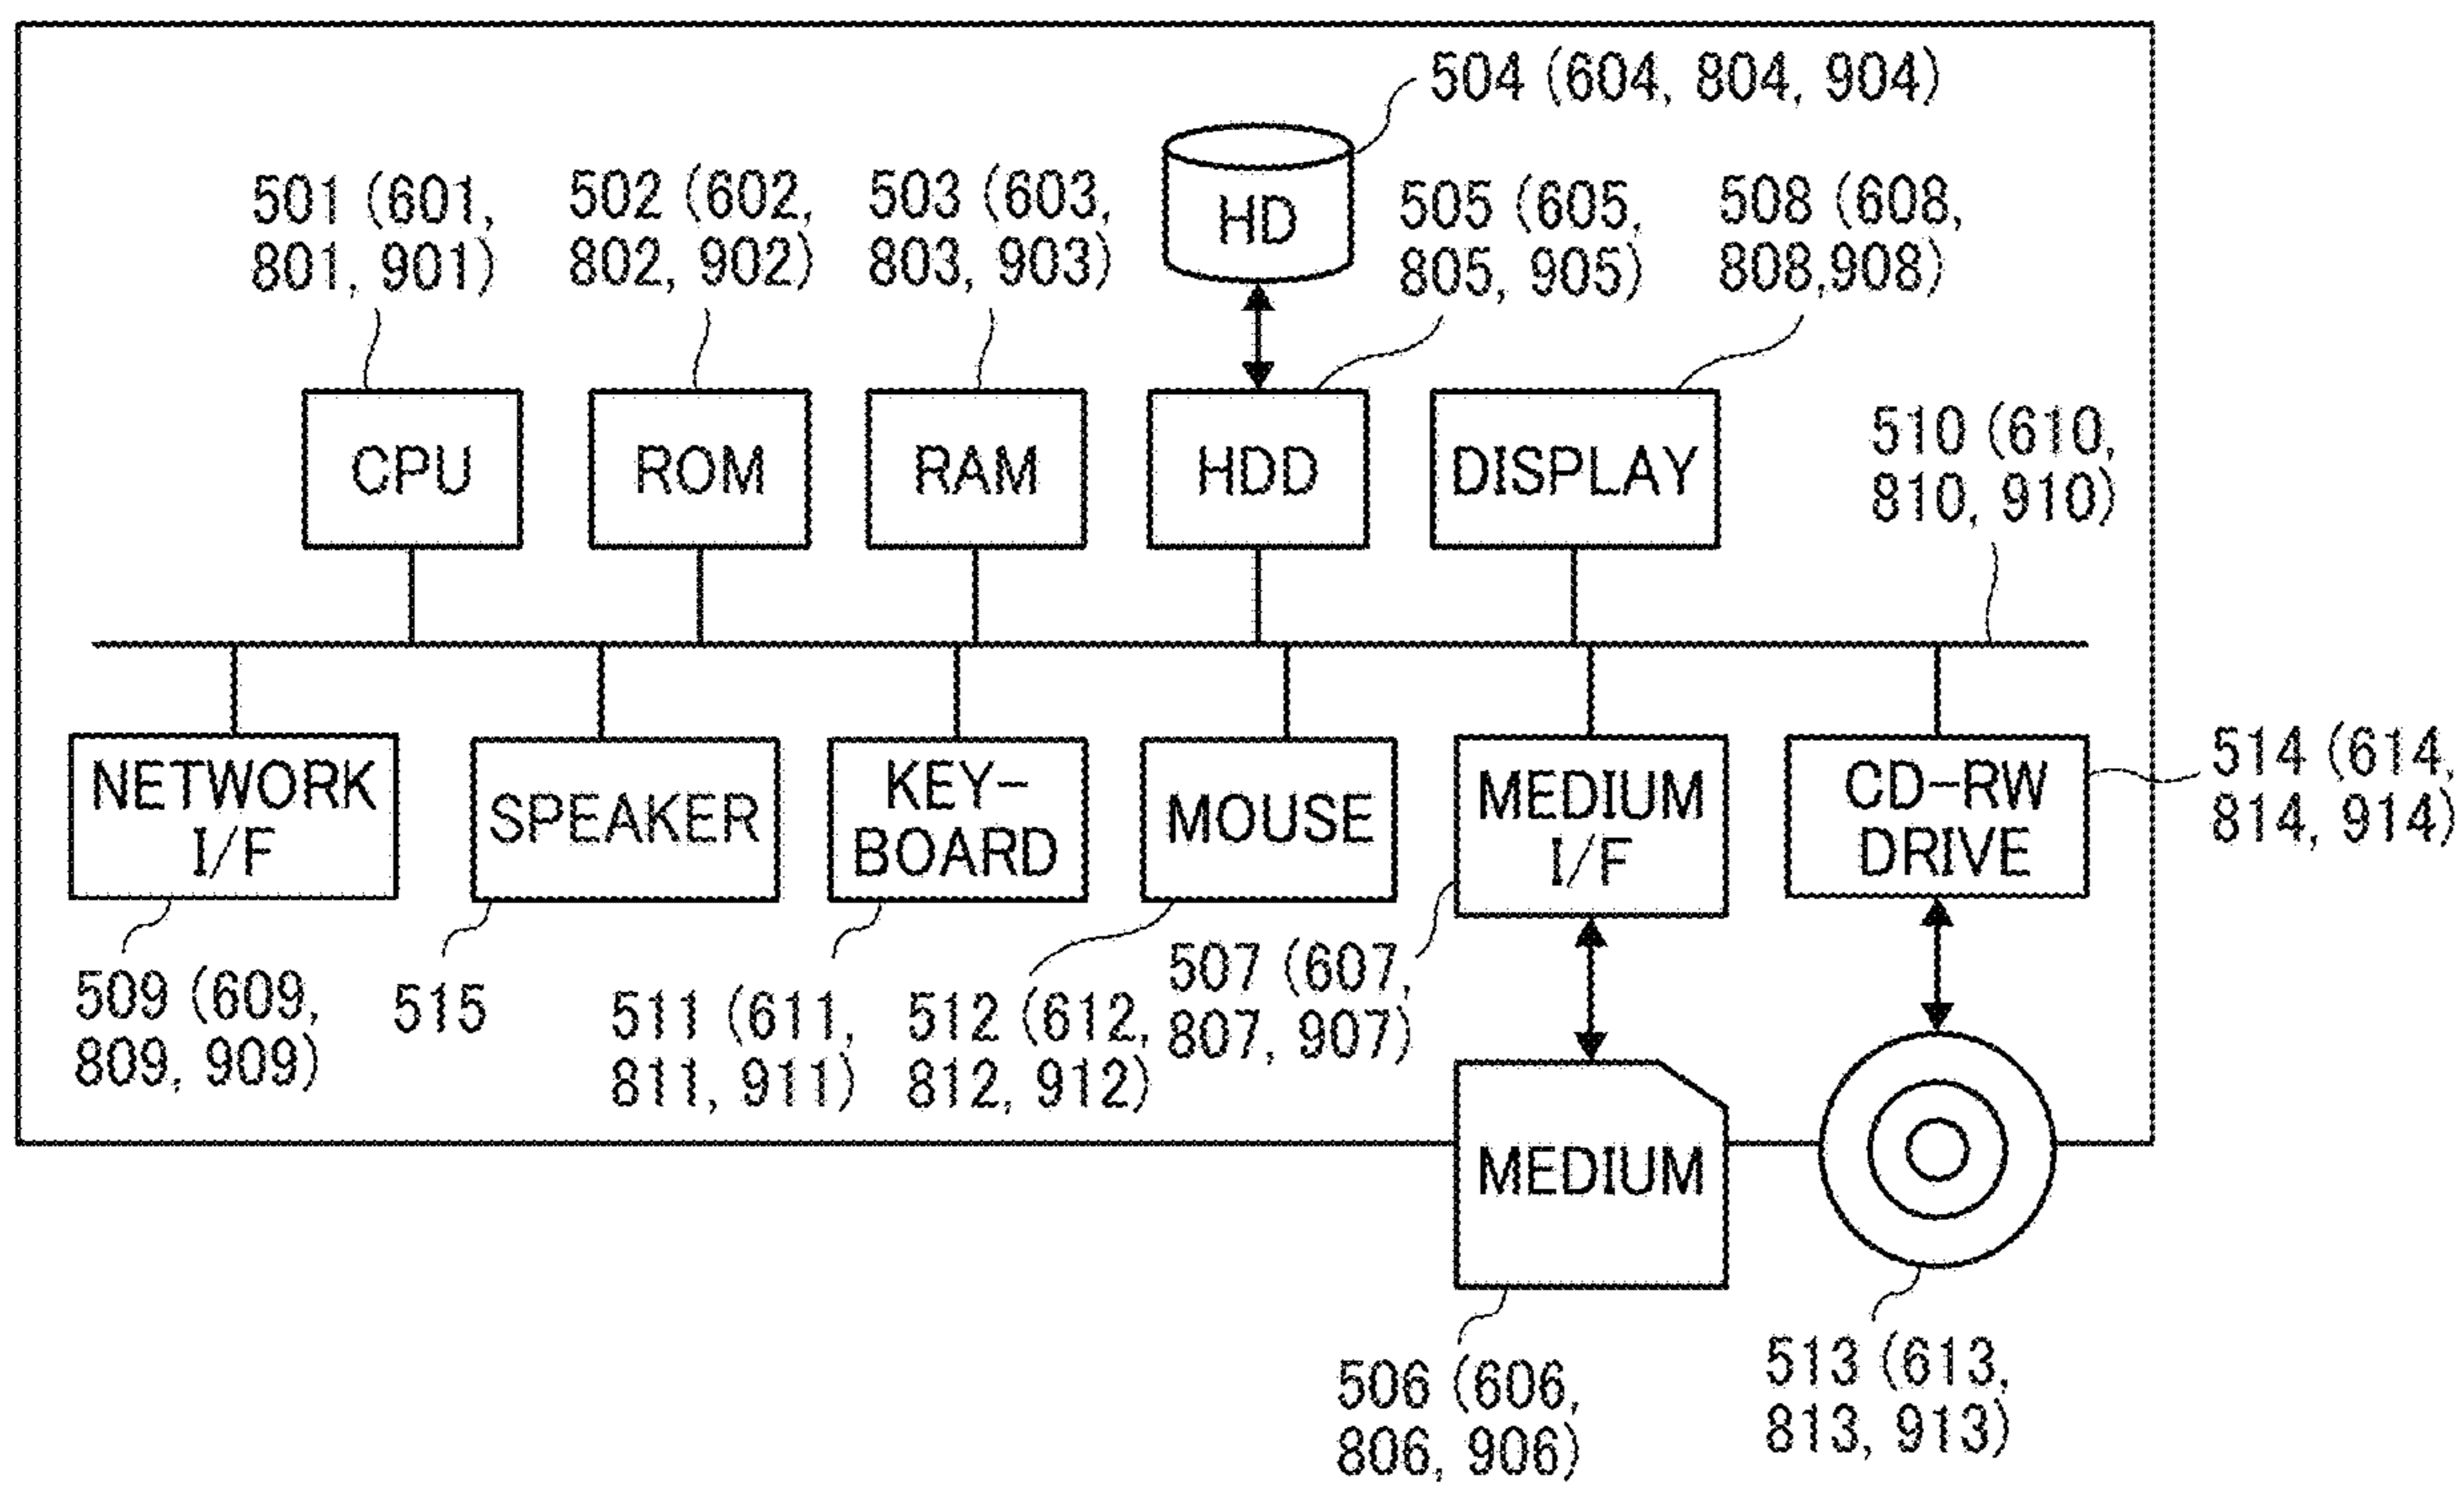 504 (604, 804, 904)
HD
501 (601,
801, 901)
502 (602,
802, 902)
503 (603,
803, 903)
505 (605,
805, 905)
508 (608,
808,908)
CPU
ROM
RAM
HDD
DISPLAY
510 (610,
810, 910)
NETWORK
I/F
SPEAKER
KEY-
BOARD
MOUSE
MEDIUM
I/F
CD-RW
DRIVE
514 (614,
814, 914)
509 (609,
809, 909)
515
511 (611,
811, 911)
512 (612,
812, 912)
507 (607,
807, 907)
MEDIUM
506 (606,
806, 906)
513 (613,
813, 913)